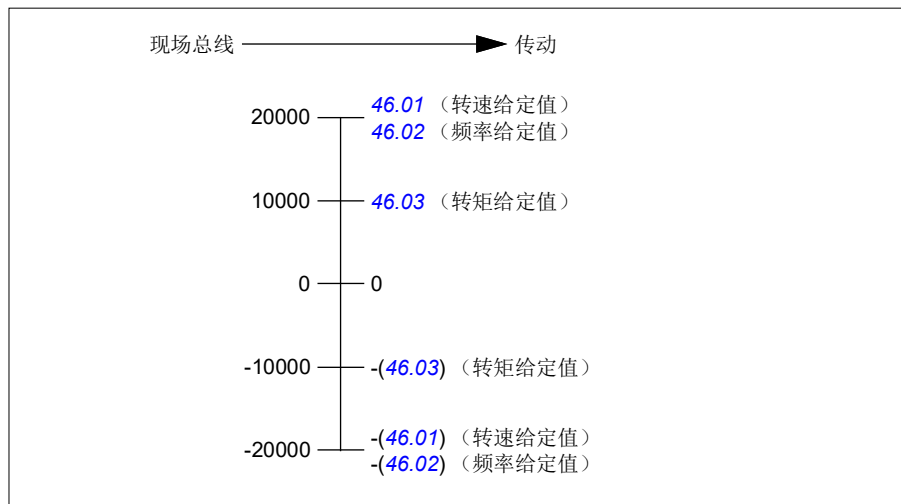 现场总线 传动
20000 46.01 （转速给定值）
46.02 （频率给定值）
10000 46.03 （转矩给定值）
0 0
-10000 -(46.03) （转矩给定值）
-(46.01) （转速给定值）
-20000 -(46.02) （频率给定值）